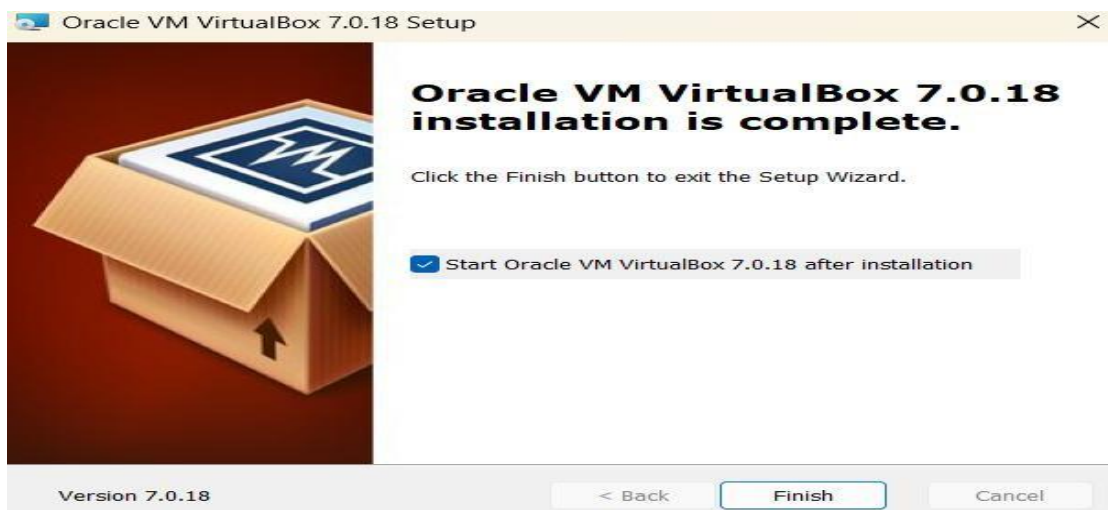 Oracle VM VirtualBox 7.0.18 Setup
Oracle VM VirtualBox 7.0.18
installation is complete.
Click the Finish button to exit the Setup Wizard.
Start Oracle VM VirtualBox 7.0.18 after installation
Version 7.0.18
< Back
Finish
Cancel